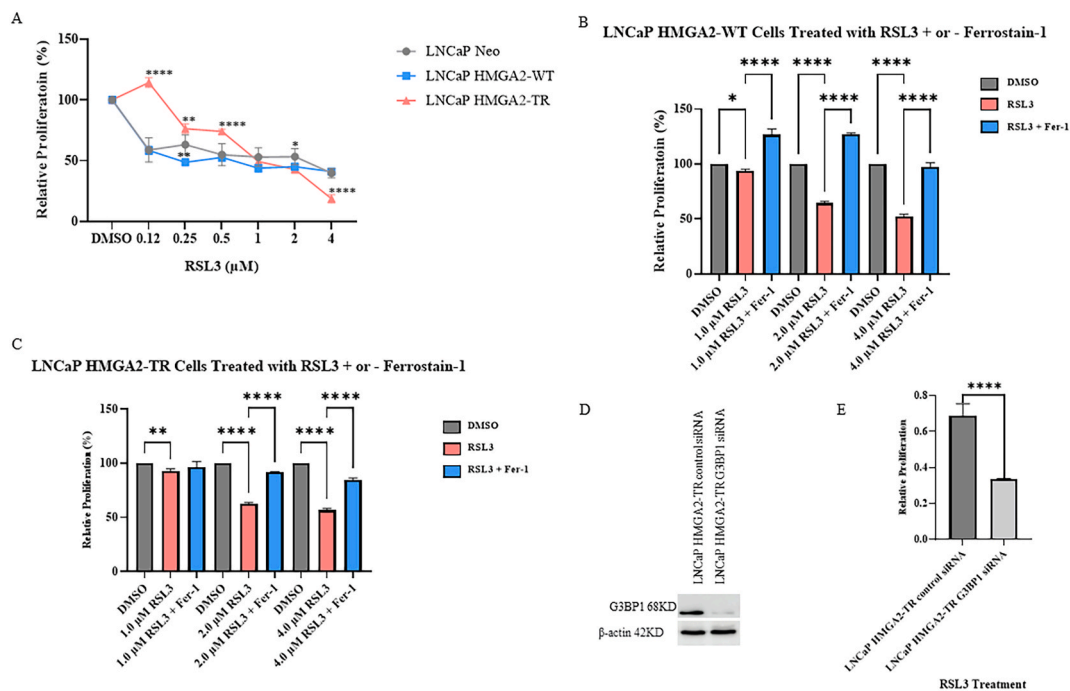 A
Relative Proliferatoin (%)
150
100
50
0
DMSO 0.12 0.25 0.5 1 2 4
RSL3 (µM)
****
**
**
****
*
****
LNCaP Neo
LNCaP HMGA2-WT
LNCaP HMGA2-TR
B
LNCaP HMGA2-WT Cells Treated with RSL3 + or - Ferrostain-1
Relative Proliferatoin (%)
150
100
50
0
**** **** ****
* **** ****
DMSO
RSL3
RSL3 + Fer-1
DMSO
1.0 µM RSL3
1.0 µM RSL3 + Fer-1
DMSO
2.0 µM RSL3
2.0 µM RSL3 + Fer-1
DMSO
4.0 µM RSL3
4.0 µM RSL3 + Fer-1
C
LNCaP HMGA2-TR Cells Treated with RSL3 + or - Ferrostain-1
Relative Proliferation (%)
150
100
50
0
**** ****
** **** ****
DMSO
RSL3
RSL3 + Fer-1
DMSO
1.0 µM RSL3
1.0 µM RSL3 + Fer-1
DMSO
2.0 µM RSL3
2.0 µM RSL3 + Fer-1
DMSO
4.0 µM RSL3
4.0 µM RSL3 + Fer-1
D
LNCaP HMGA2-TR control siRNA
LNCaP HMGA2-TR G3BP1 siRNA
G3BP1 68KD
β-actin 42KD
E
Relative Proliferation
0.8
0.6
0.4
0.2
0.0
****
LNCaP HMGA2-TR control siRNA
LNCaP HMGA2-TR G3BP1 siRNA
RSL3 Treatment